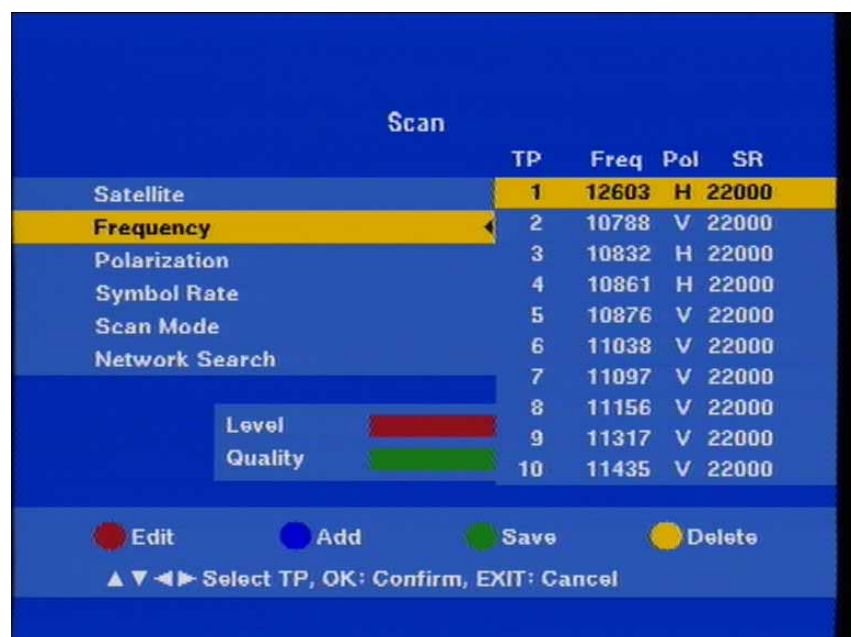 Scan
TP Freq Pol SR
Satellite 1 12603 H 22000
Frequency 2 10788 V 22000
Polarization 3 10832 H 22000
Symbol Rate 4 10861 H 22000
Scan Mode 5 10876 V 22000
Network Search 6 11038 V 22000
7 11097 V 22000
8 11156 V 22000
Level 9 11317 V 22000
Quality 10 11435 V 22000
Edit Add Save Delete
▲ ▼ ◄ ► Select TP, OK: Confirm, EXIT: Cancel